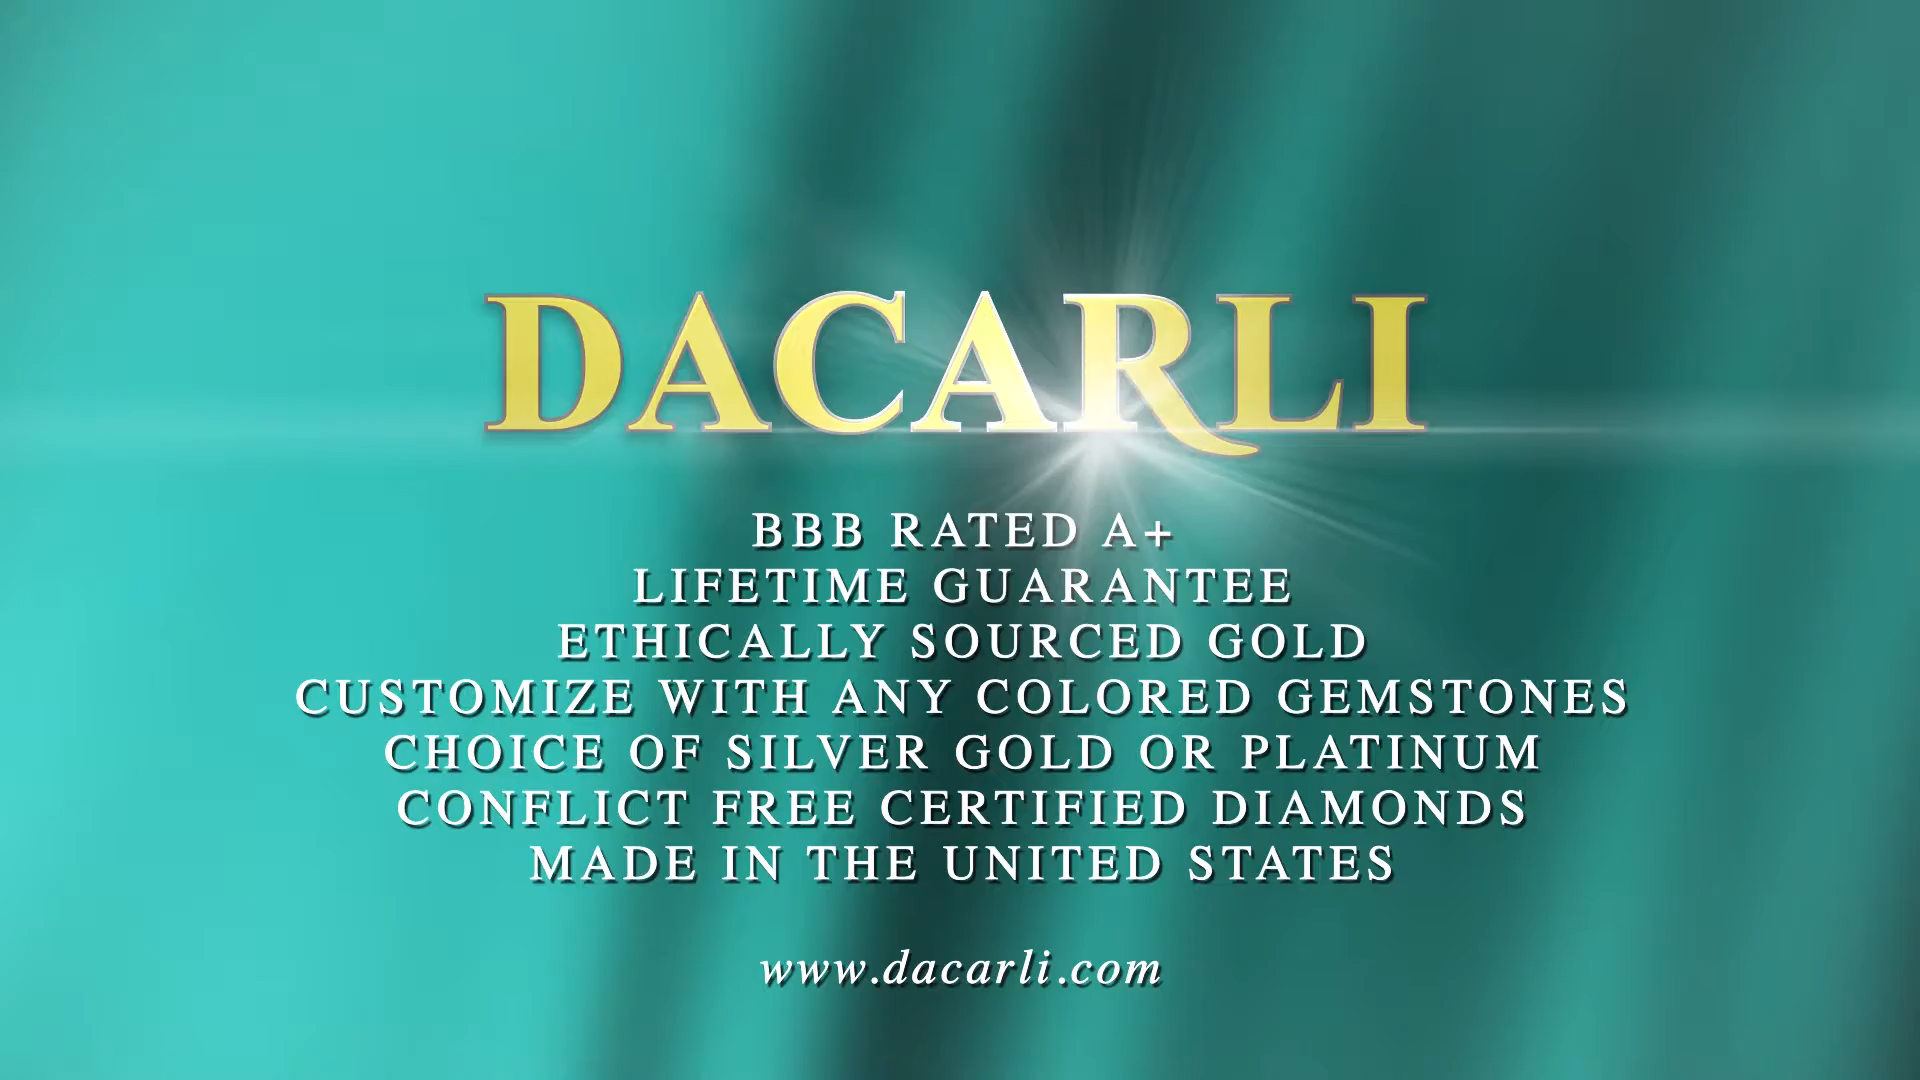 DACARLI
BBB RATED A+
LIFETIME GUARANTEE
ETHICALLY SOURCED GOLD
CUSTOMIZE WITH ANY COLORED GEMSTONES
CHOICE OF SILVER GOLD OR PLATINUM
CONFLICT FREE CERTIFIED DIAMONDS
MADE IN THE UNITED STATES
www.dacarli.com